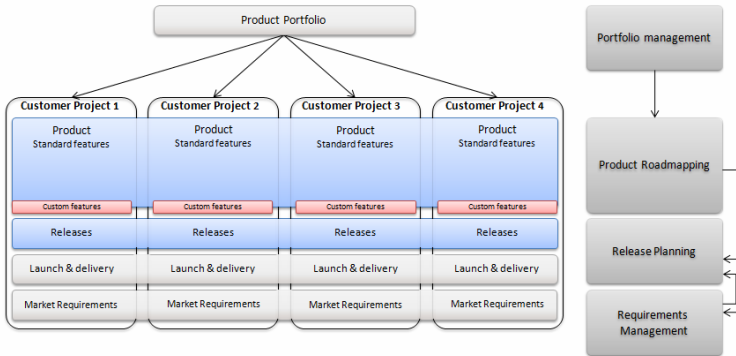 Product Portfolio
Portfolio management
Customer Project 1 Customer Project 2 Customer Project 3 Customer Project 4
Product Product Product Product
Standard features Standard features Standard features Standard features
Product Roadmapping
Custom features Custom features Custom features Custom features
Releases Releases Releases Releases
Release Planning
Launch & delivery Launch & delivery Launch & delivery Launch & delivery
Market Requirements Market Requirements Market Requirements Market Requirements
Requirements
Management